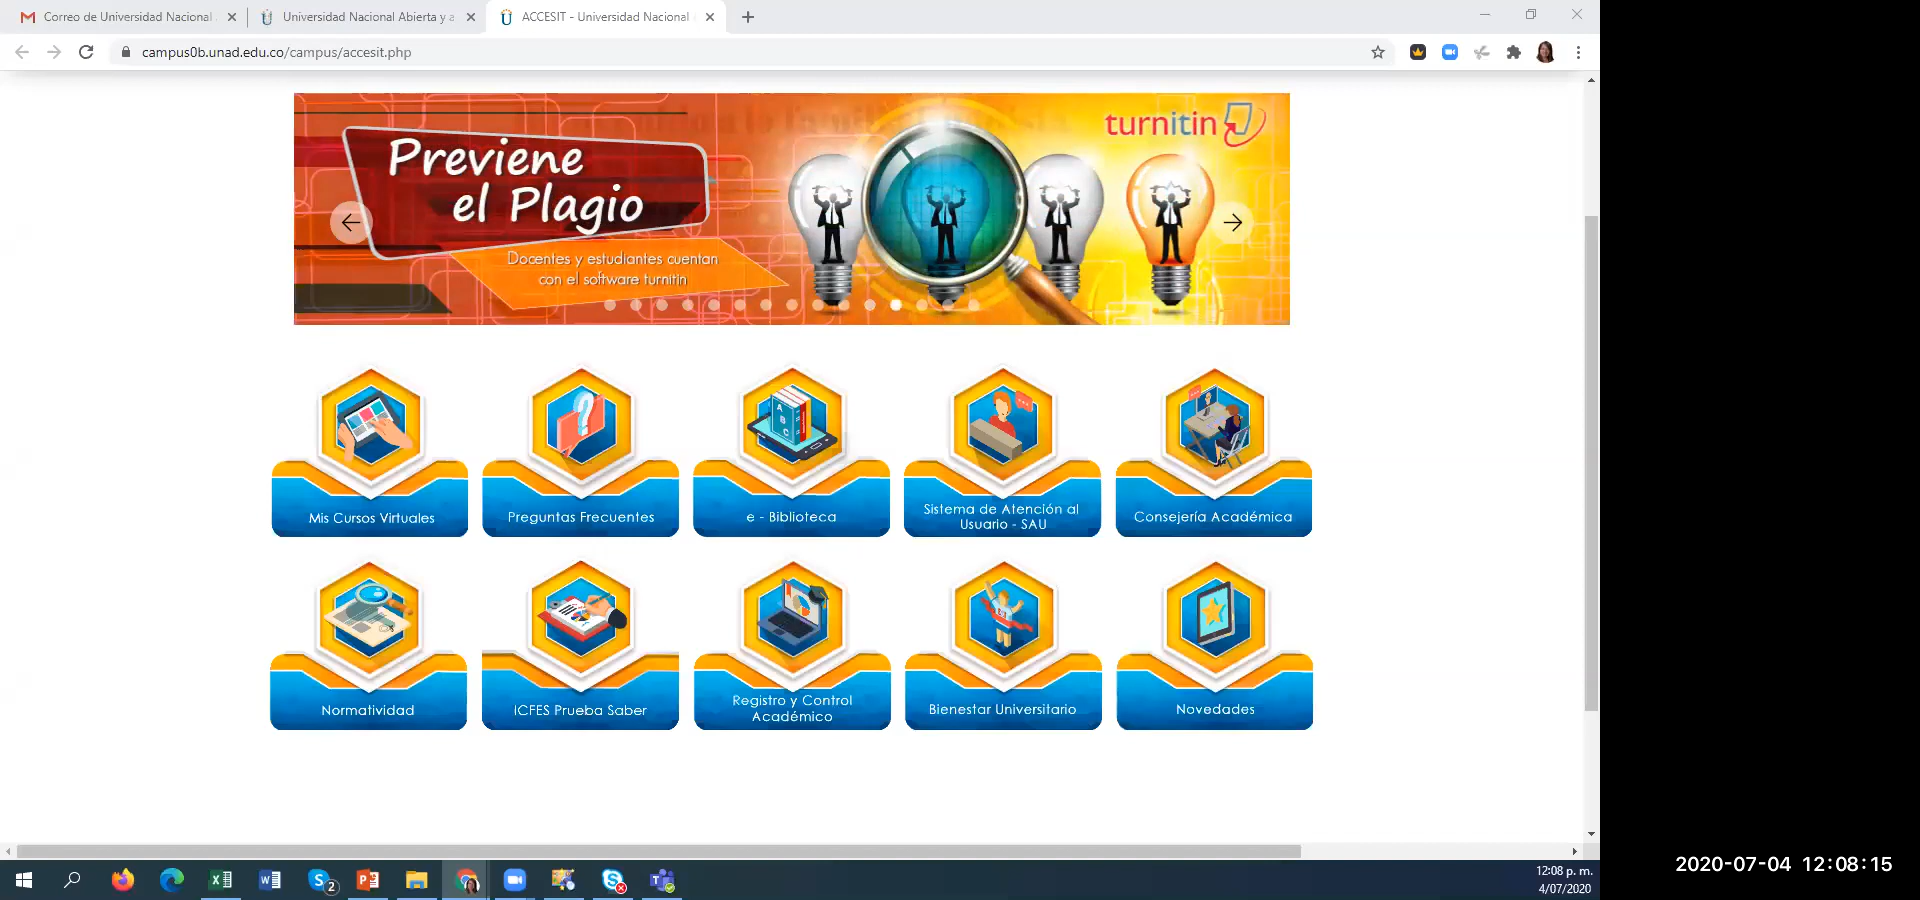 Correo de Universidad Nacional
Universidad Nacional Abierta y a
ACCESIT - Universidad Nacional
campus0b.unad.edu.co/campus/accesit.php
turnitin
Previene
el Plagio
Docentes y estudiantes cuentan
con el software turnitin
A
B
C
Mis Cursos Virtuales
Preguntas Frecuentes
e - Biblioteca
Sistema de Atención al
Usuario - SAU
Consejería Académica
Normatividad
ICFES Prueba Saber
Registro y Control
Académico
Bienestar Universitario
Novedades
2
12:08 p. m.
4/07/2020
2020-07-04 12:08:15